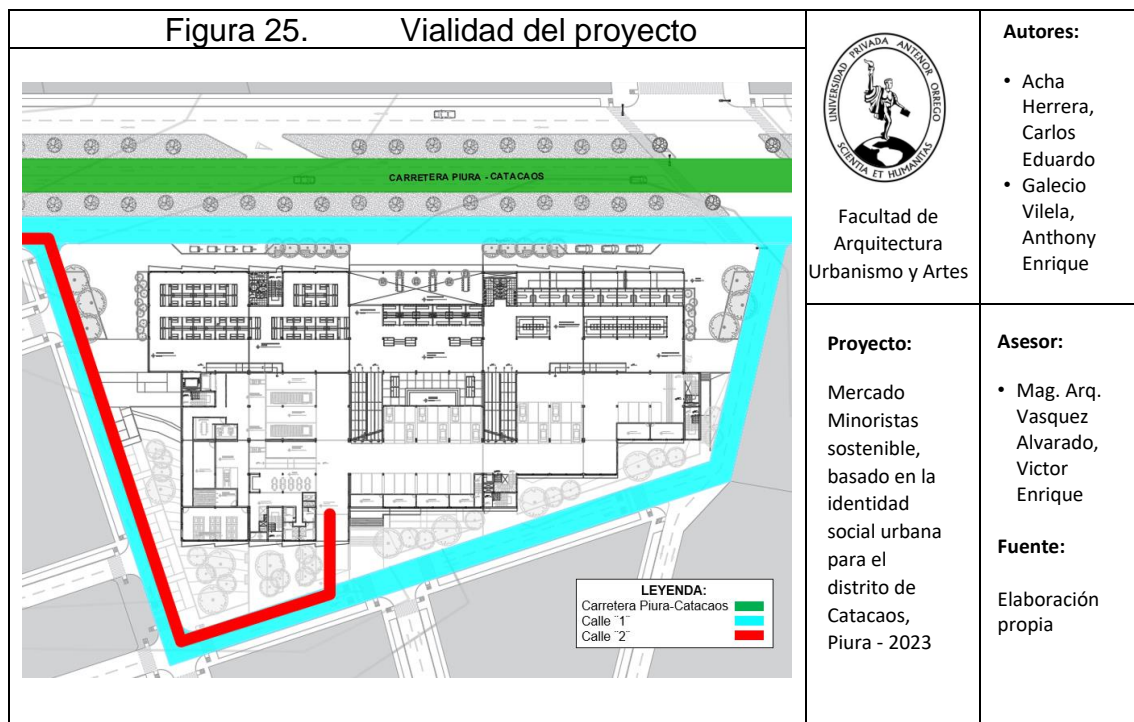 Figura 25. Vialidad del proyecto
CARRETERA PIURA - CATACAOS
LEYENDA:
Carretera Piura-Catacaos
Calle ¨1¨
Calle ¨2¨
UNIVERSIDAD PRIVADA ANTENOR ORREGO
SCIENTIA ET HUMANITAS
Facultad de
Arquitectura
Urbanismo y Artes
Autores:
• Acha
Herrera,
Carlos
Eduardo
• Galecio
Vilela,
Anthony
Enrique
Proyecto:
Mercado
Minoristas
sostenible,
basado en la
identidad
social urbana
para el
distrito de
Catacaos,
Piura - 2023
Asesor:
• Mag. Arq.
Vasquez
Alvarado,
Victor
Enrique
Fuente:
Elaboración
propia